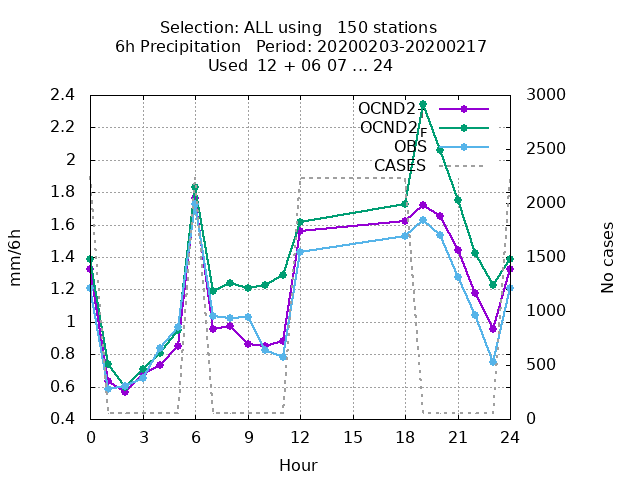 Selection: ALL using   150 stations
6h Precipitation   Period: 20200203-20200217
Used  12 + 06 07 ... 24
2.4
2.2
2
1.8
1.6
1.4
1.2
1
0.8
0.6
0.4
mm/6h
3000
2500
2000
1500
1000
500
0
No cases
OCND2
OCND2F
OBS
CASES
0 3 6 9 12 15 18 21 24
Hour